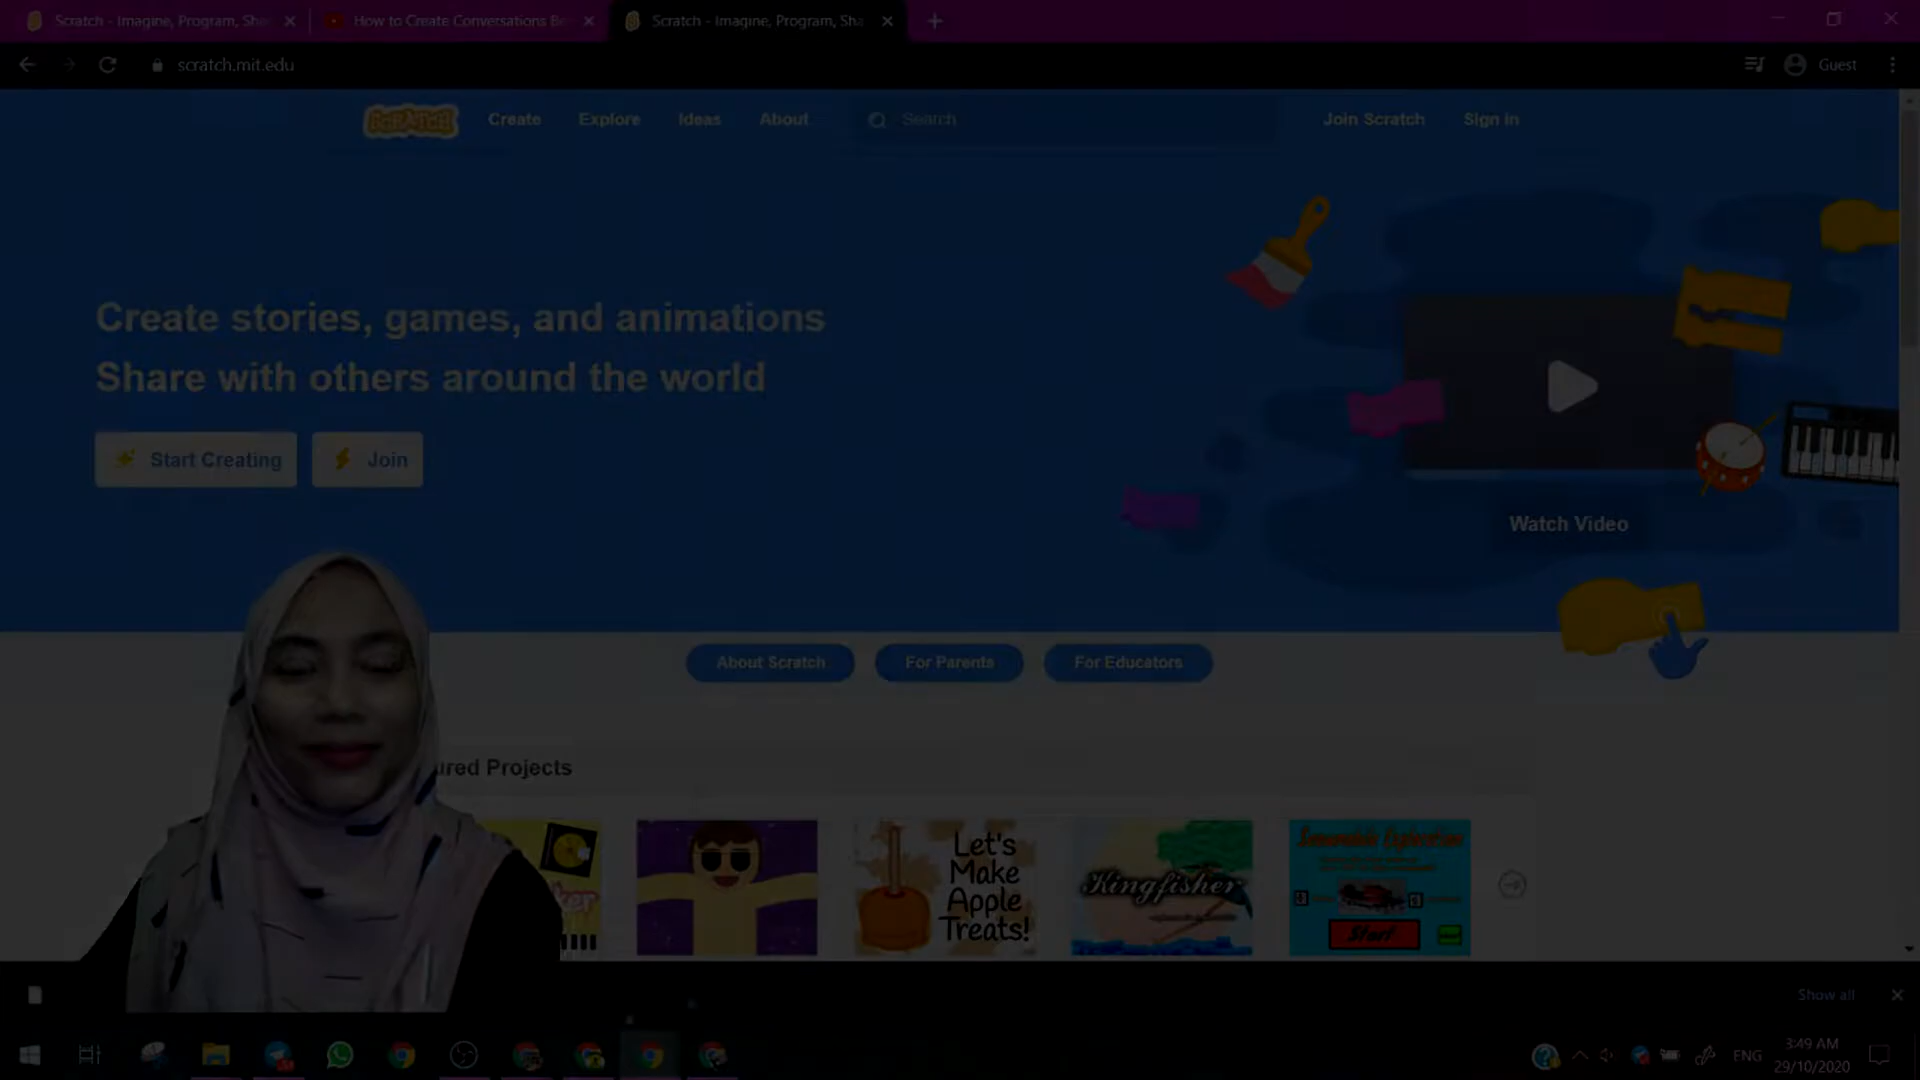 Scratch - Imagine, Program, Sha
How to Create Conversations Be
Scratch - Imagine, Program, Sha
scratch.mit.edu
Guest
SCRATCH
Create
Explore
Ideas
About
Search
Join Scratch
Sign in
Create stories, games, and animations
Share with others around the world
Start Creating
Join
Watch Video
About Scratch
For Parents
For Educators
ured Projects
Let's
Make
Apple
Treats!
Kingfisher
Start
Show all
ENG
3:49 AM
29/10/2020